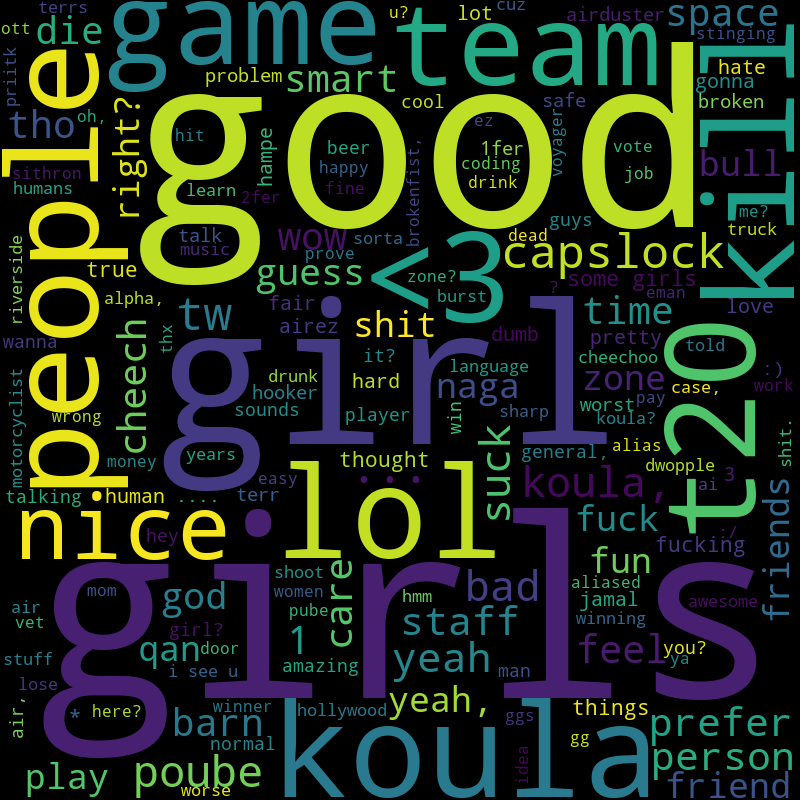 ott
terrs
die
game
u?
lot
cuz
airduster
space
stinging
priitk
people
problem
smart
team
hate
gonna
kill
tho
oh,
right?
good
cool
safe
broken
hit
hampe
beer
ez
1fer
voyager
vote
sithron
humans
learn
2fer
happy
fine
coding
drink
job
bull
brokenfist,
talk
music
wow
sorta
prove
dead
guys
me?
truck
riverside
true
guess
<3
zone?
capslock
?
some girls
eman
alpha,
fair
burst
love
wanna
thx
tw
airez
shit
girl
dumb
time
pretty
t20
told
cheech
it?
language
cheechoo
:)
motorcyclist
drunk
hard
naga
zone
case,
work
hooker
wrong
sounds
player
win
sharp
worst
pay
koula?
years
thought
suck
general,
alias
shit.
money
easy
...
dwopple
ai
3
talking
human
....
terr
lol
koula,
friends
nice
hey
girls
fuck
fucking
:/
mom
shoot
care
hmm
bad
fun
aliased
air
vet
god
women
pube
staff
jamal
awesome
winning
girl?
1
stuff
qan
door
yeah
feel
you?
ya
i see u
amazing
man
lose
air,
*
here?
barn
winner
hollywood
yeah,
ggs
things
prefer
normal
koula
gg
play
poube
worse
idea
person
friend